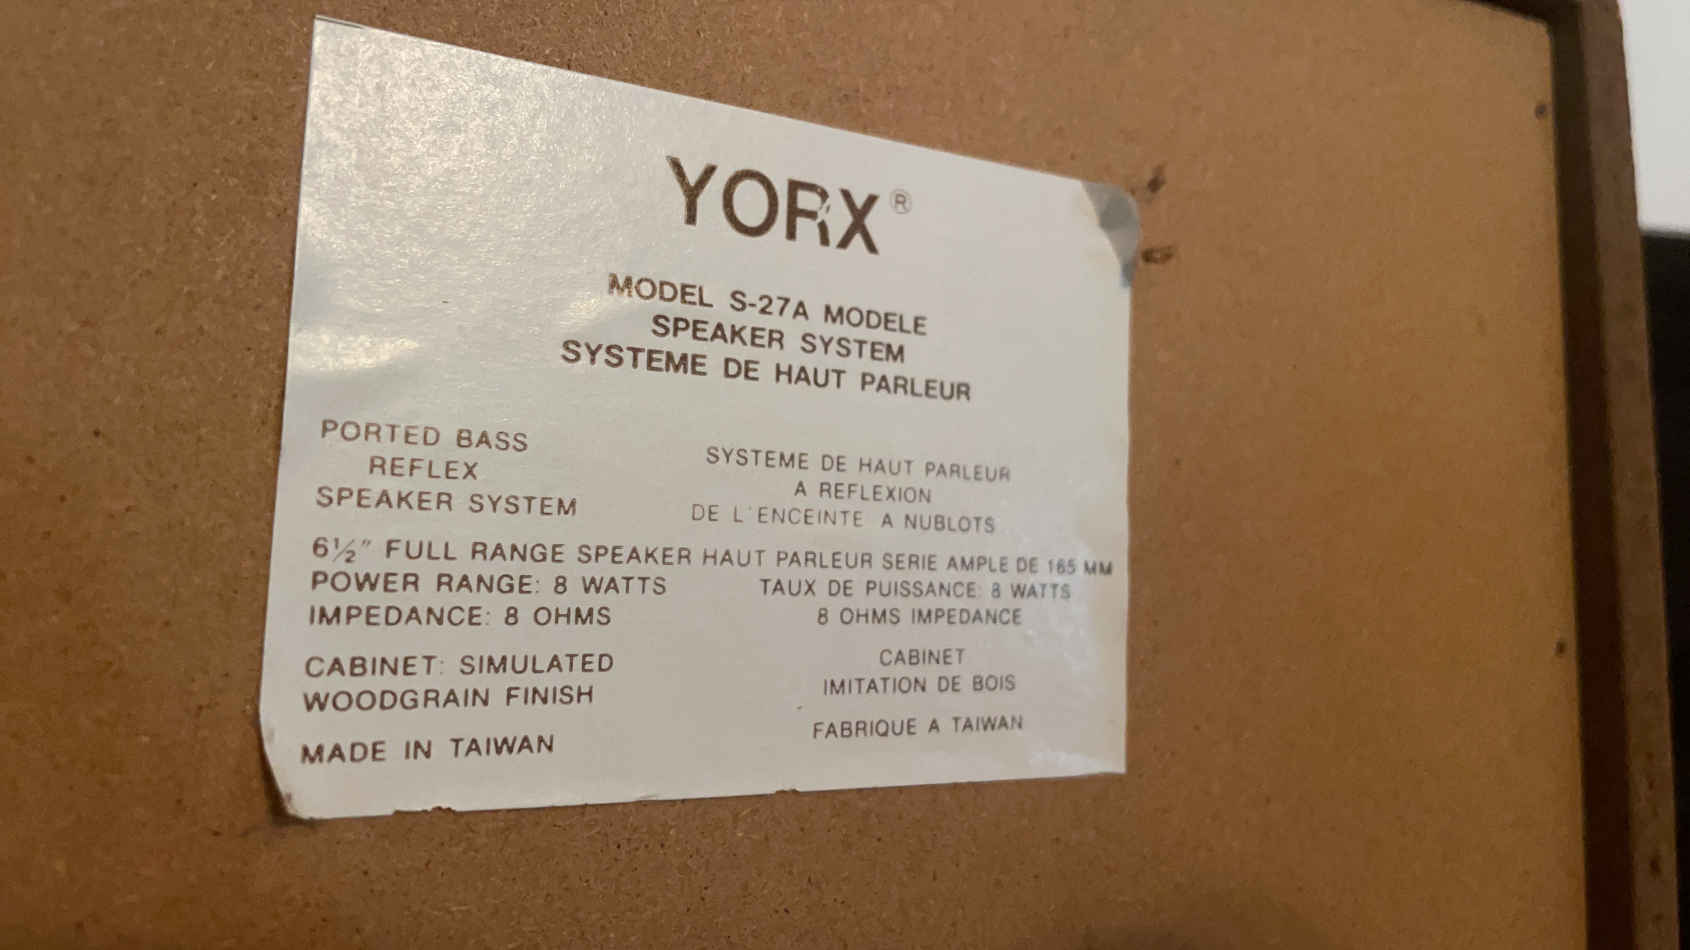 YORX®
MODEL S-27A MODELE
SPEAKER SYSTEM
SYSTEME DE HAUT PARLEUR
PORTED BASS
REFLEX
SPEAKER SYSTEM
SYSTEME DE HAUT PARLEUR
A REFLEXION
DE L'ENCEINTE A NUBLOTS
6½" FULL RANGE SPEAKER HAUT PARLEUR SERIE AMPLE DE 165 MM
POWER RANGE: 8 WATTS TAUX DE PUISSANCE: 8 WATTS
IMPEDANCE: 8 OHMS 8 OHMS IMPEDANCE
CABINET: SIMULATED
WOODGRAIN FINISH
CABINET
IMITATION DE BOIS
MADE IN TAIWAN
FABRIQUE A TAIWAN